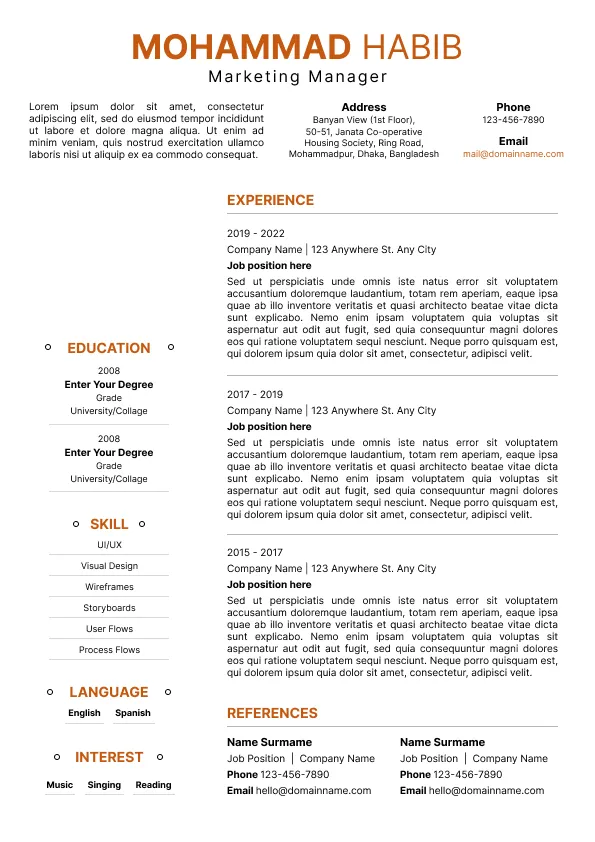 MOHAMMAD HABIB
Marketing Manager
Lorem ipsum dolor sit amet, consectetur
adipiscing elit, sed do eiusmod tempor incididunt
ut labore et dolore magna aliqua. Ut enim ad
minim veniam, quis nostrud exercitation ullamco
laboris nisi ut aliquip ex ea commodo consequat.
Address
Banyan View (1st Floor),
50-51, Janata Co-operative
Housing Society, Ring Road,
Mohammadpur, Dhaka, Bangladesh
Phone
123-456-7890
Email
mail@domainname.com
EDUCATION
2008
Enter Your Degree
Grade
University/Collage
2008
Enter Your Degree
Grade
University/Collage
SKILL
UI/UX
Visual Design
Wireframes
Storyboards
User Flows
Process Flows
LANGUAGE
English Spanish
INTEREST
Music Singing Reading
EXPERIENCE
2019 - 2022
Company Name | 123 Anywhere St. Any City
Job position here
Sed ut perspiciatis unde omnis iste natus error sit voluptatem
accusantium doloremque laudantium, totam rem aperiam, eaque ipsa
quae ab illo inventore veritatis et quasi architecto beatae vitae dicta
sunt explicabo. Nemo enim ipsam voluptatem quia voluptas sit
aspernatur aut odit aut fugit, sed quia consequuntur magni dolores
eos qui ratione voluptatem sequi nesciunt. Neque porro quisquam est,
qui dolorem ipsum quia dolor sit amet, consectetur, adipisci velit.
2017 - 2019
Company Name | 123 Anywhere St. Any City
Job position here
Sed ut perspiciatis unde omnis iste natus error sit voluptatem
accusantium doloremque laudantium, totam rem aperiam, eaque ipsa
quae ab illo inventore veritatis et quasi architecto beatae vitae dicta
sunt explicabo. Nemo enim ipsam voluptatem quia voluptas sit
aspernatur aut odit aut fugit, sed quia consequuntur magni dolores
eos qui ratione voluptatem sequi nesciunt. Neque porro quisquam est,
qui dolorem ipsum quia dolor sit amet, consectetur, adipisci velit.
2015 - 2017
Company Name | 123 Anywhere St. Any City
Job position here
Sed ut perspiciatis unde omnis iste natus error sit voluptatem
accusantium doloremque laudantium, totam rem aperiam, eaque ipsa
quae ab illo inventore veritatis et quasi architecto beatae vitae dicta
sunt explicabo. Nemo enim ipsam voluptatem quia voluptas sit
aspernatur aut odit aut fugit, sed quia consequuntur magni dolores
eos qui ratione voluptatem sequi nesciunt. Neque porro quisquam est,
qui dolorem ipsum quia dolor sit amet, consectetur, adipisci velit.
REFERENCES
Name Surname
Job Position | Company Name
Phone 123-456-7890
Email hello@domainname.com
Name Surname
Job Position | Company Name
Phone 123-456-7890
Email hello@domainname.com